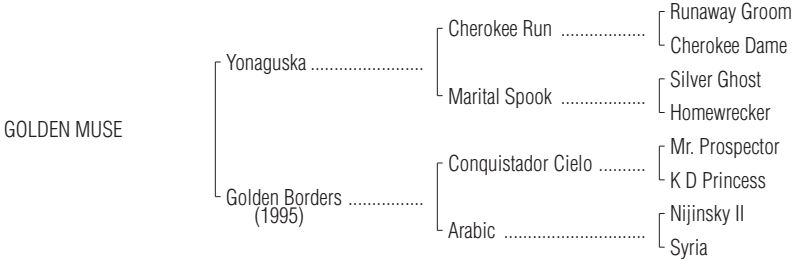 Runaway Groom
Cherokee Run ..................
Cherokee Dame
Yonaguska ........................
Silver Ghost
Marital Spook ..................
Homewrecker
GOLDEN MUSE
Mr. Prospector
Conquistador Cielo ..........
K D Princess
Golden Borders ................
(1995)
Nijinsky II
Arabic ..............................
Syria